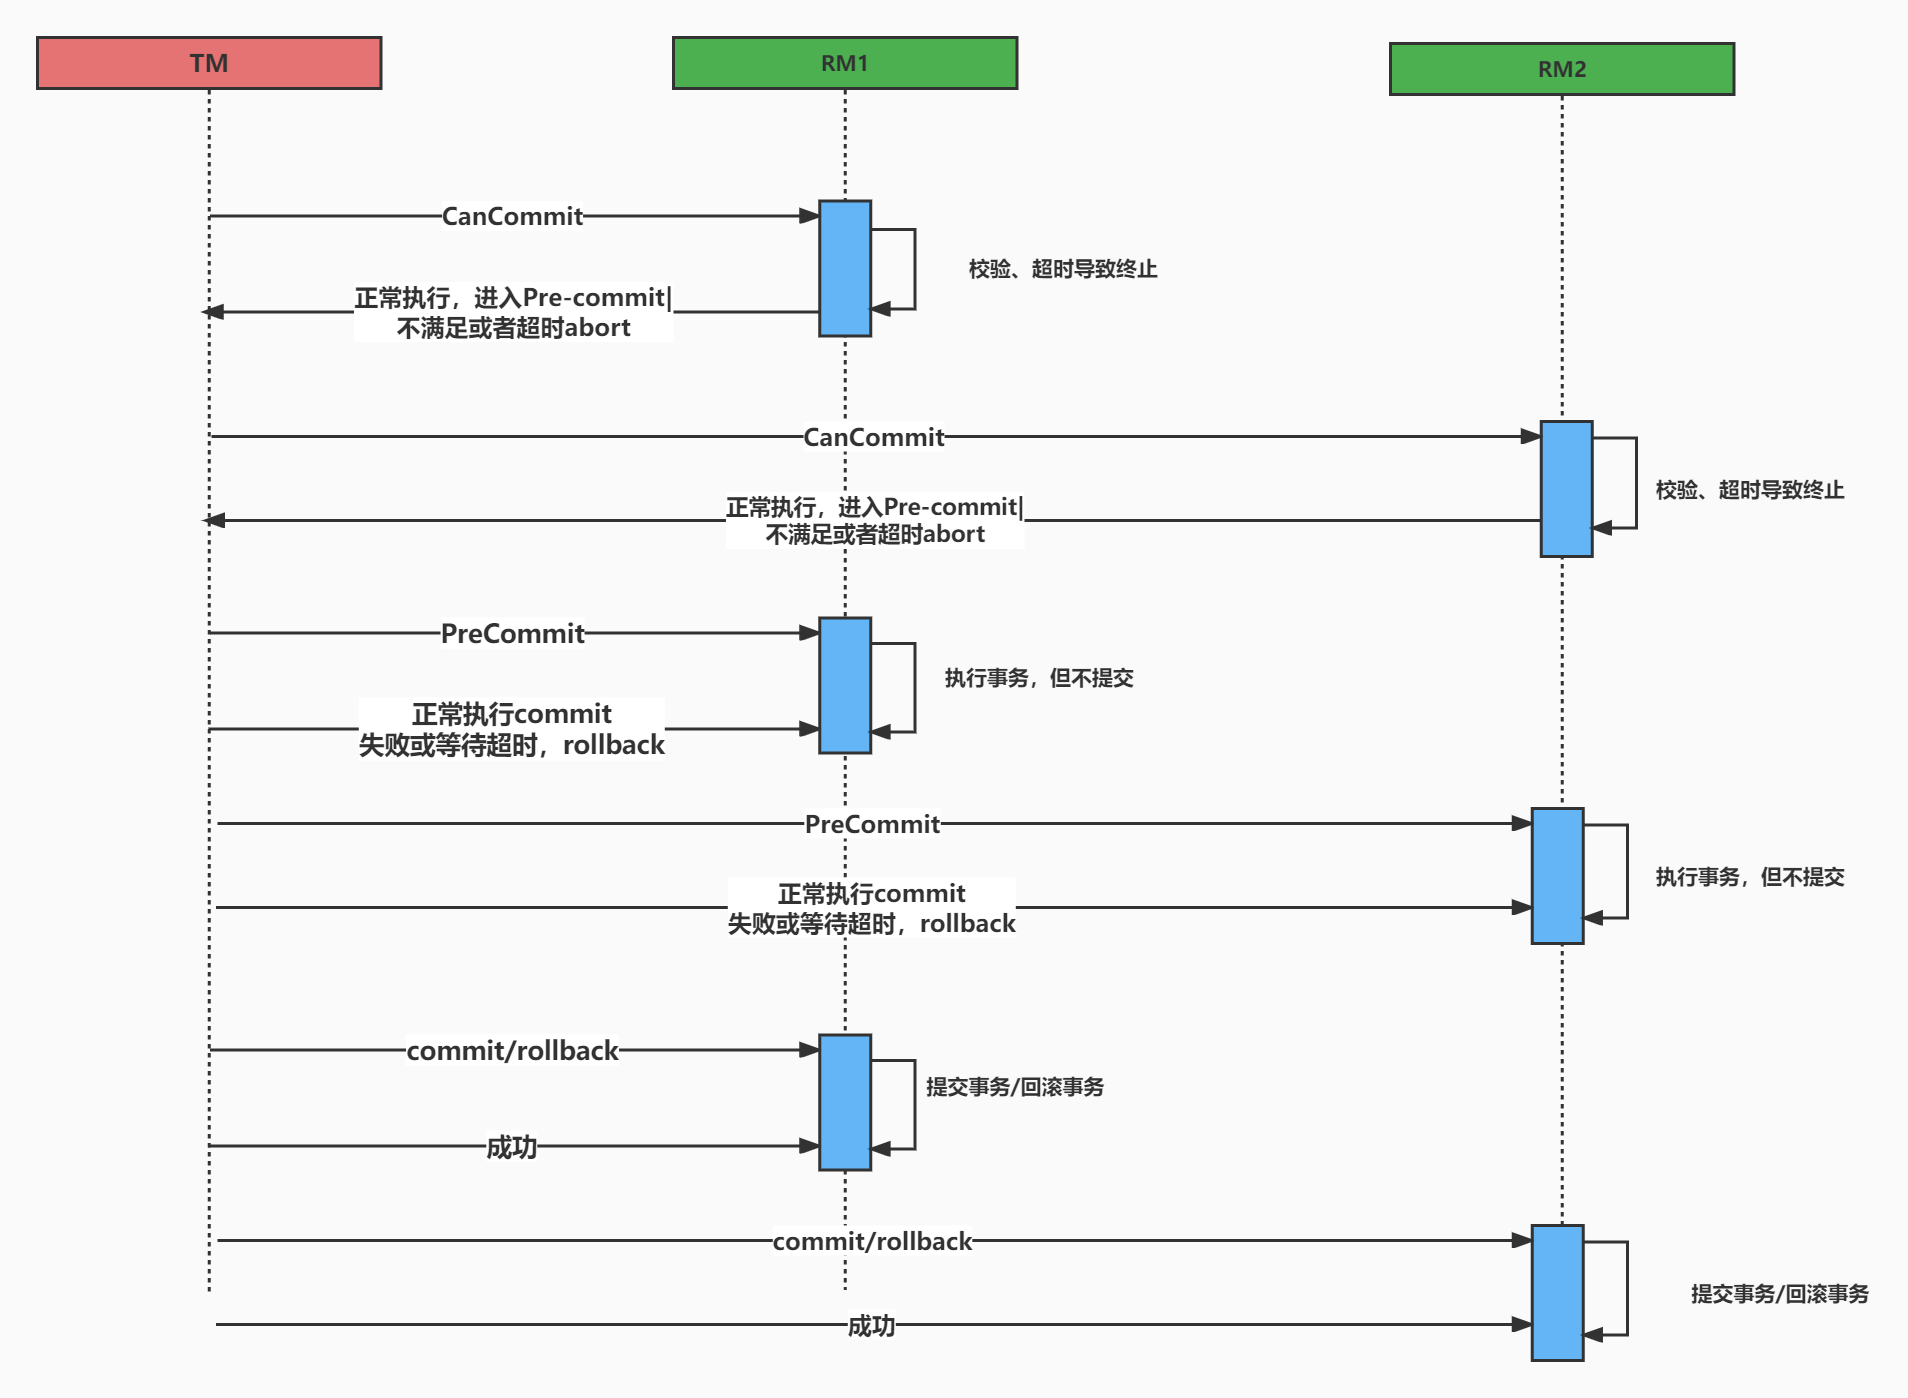 TM
RM1
RM2
CanCommit
校验、超时导致终止
正常执行，进入Pre-commit|
不满足或者超时abort
CanCommit
校验、超时导致终止
正常执行，进入Pre-commit|
不满足或者超时abort
PreCommit
执行事务，但不提交
正常执行commit
失败或等待超时，rollback
PreCommit
执行事务，但不提交
正常执行commit
失败或等待超时，rollback
commit/rollback
提交事务/回滚事务
成功
commit/rollback
提交事务/回滚事务
成功